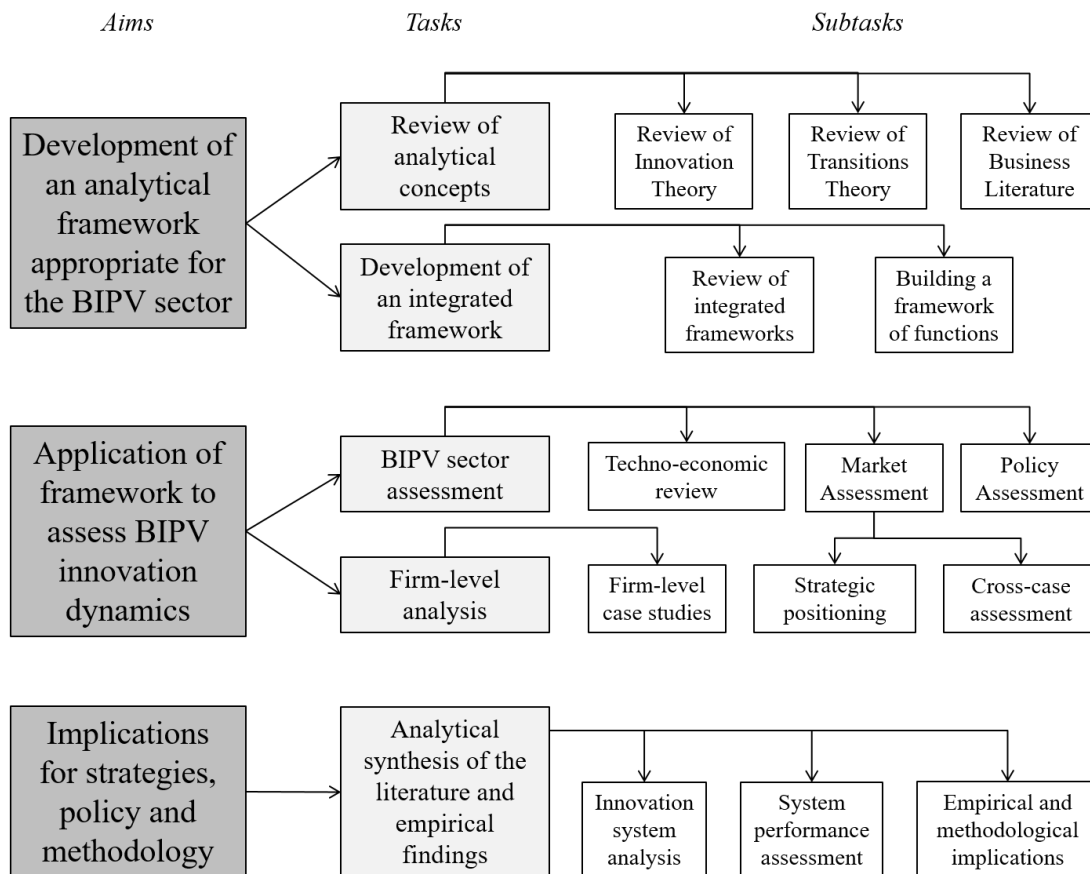 Aims
Tasks
Subtasks
Development of
an analytical
framework
appropriate for
the BIPV sector
Review of
analytical
concepts
Review of
Innovation
Theory
Review of
Transitions
Theory
Review of
Business
Literature
Development of
an integrated
framework
Review of
integrated
frameworks
Building a
framework
of functions
Application of
framework to
assess BIPV
innovation
dynamics
BIPV sector
assessment
Techno-economic
review
Market
Assessment
Policy
Assessment
Firm-level
analysis
Firm-level
case studies
Strategic
positioning
Cross-case
assessment
Implications
for strategies,
policy and
methodology
Analytical
synthesis of the
literature and
empirical
findings
Innovation
system
analysis
System
performance
assessment
Empirical and
methodological
implications